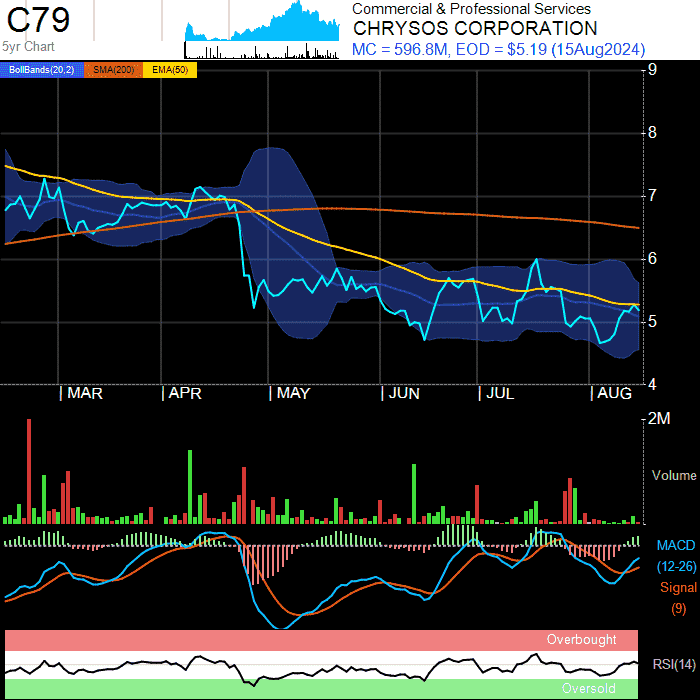 C79
5yr Chart
Commercial & Professional Services
CHRYSOS CORPORATION
MC = 596.8M, EOD = $5.19 (15Aug2024)
BollBands(20,2) SMA(200) EMA(50)
9
8
7
6
5
4
MAR APR MAY JUN JUL AUG
2M
Volume
MACD
(12-26)
Signal
(9)
Overbought
RSI(14)
Oversold